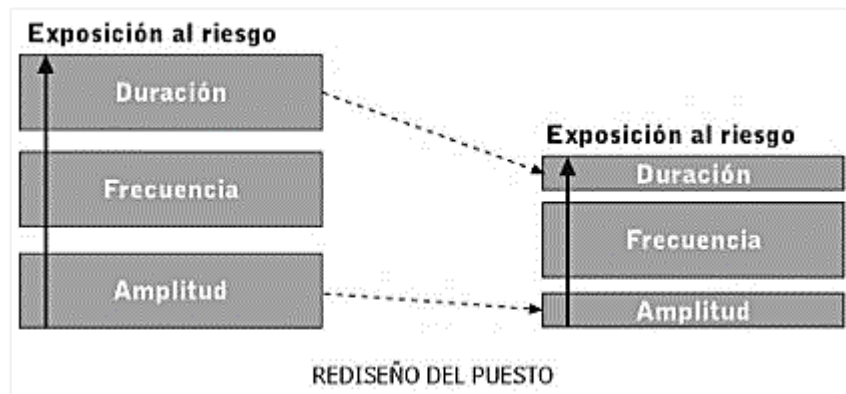 Exposición al riesgo
Duración
Frecuencia
Amplitud
Exposición al riesgo
Duración
Frecuencia
Amplitud
REDISEÑO DEL PUESTO